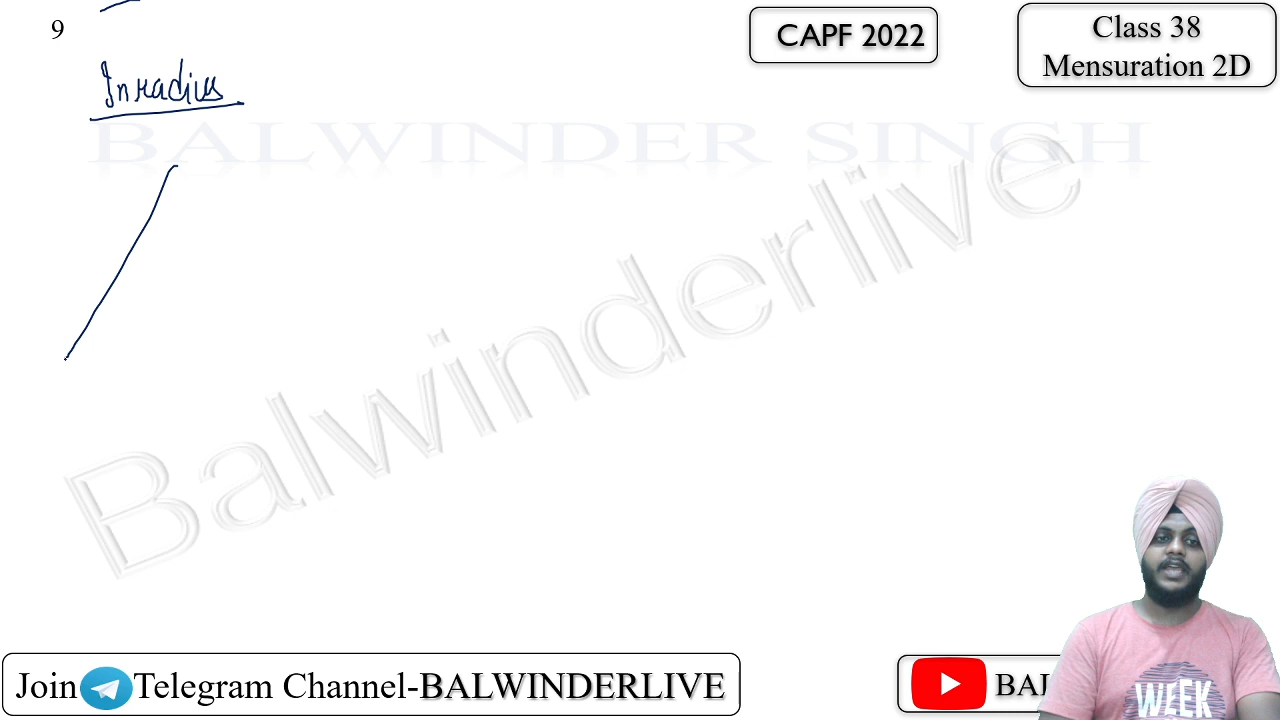 9
CAPF 2022
Class 38
Mensuration 2D
Inradius
BALWINDER SINGH
Balwinderlive
Join Telegram Channel-BALWINDERLIVE
BAL
WEEK